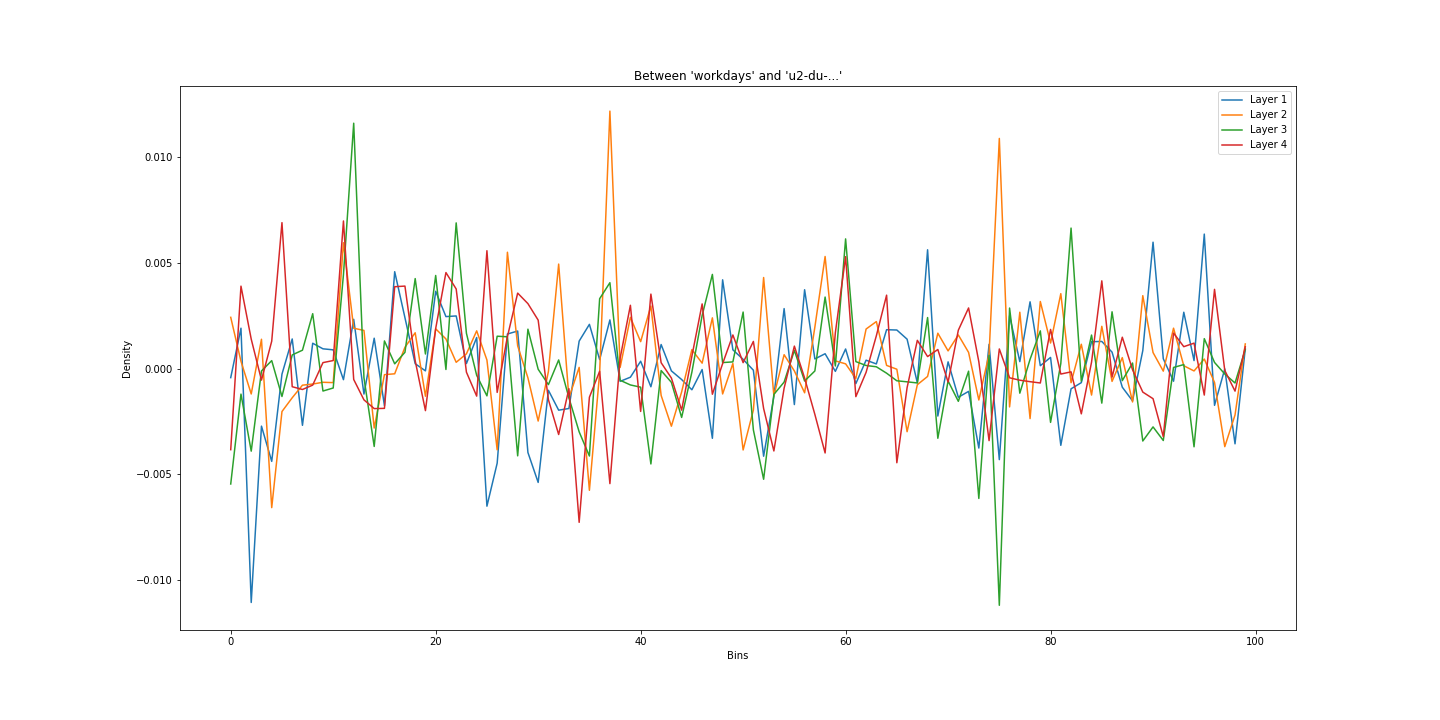 Between 'workdays' and 'u2-du-...'
Layer 1
Layer 2
Layer 3
Layer 4
Density
0.010
0.005
0.000
−0.005
−0.010
0 20 40 60 80 100
Bins